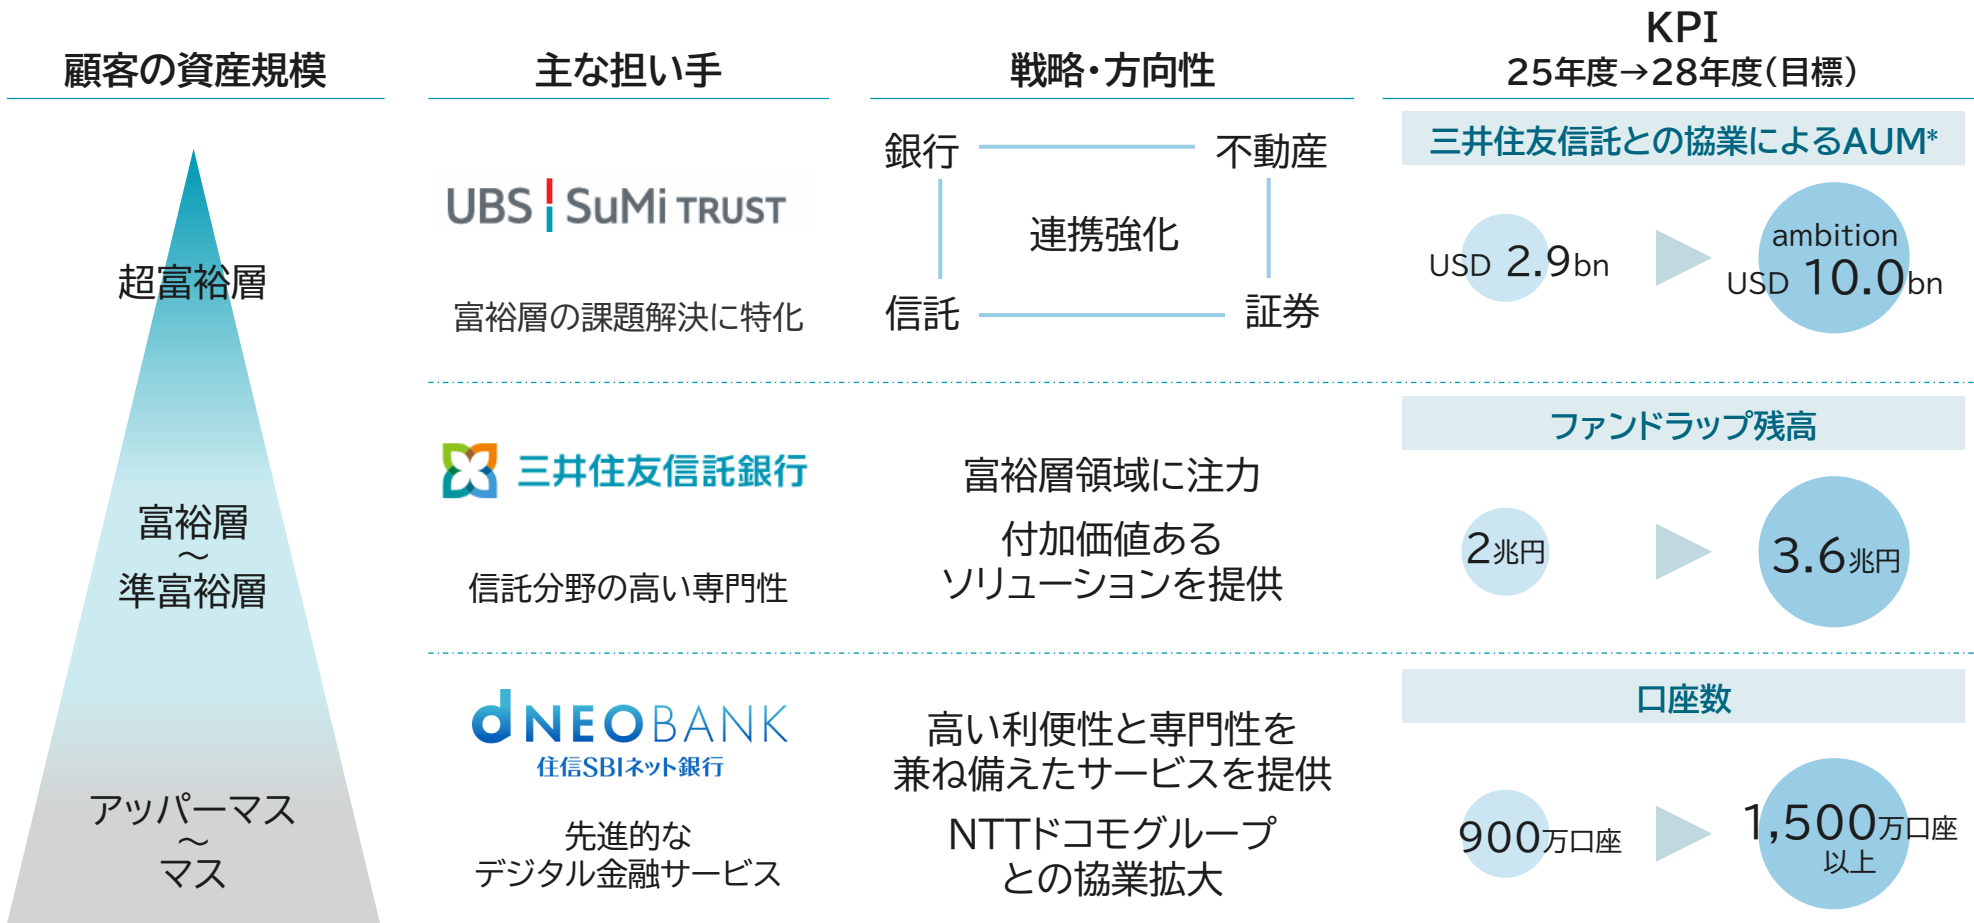 顧客の資産規模
主な担い手
戦略・方向性
KPI
25年度→28年度(目標)
超富裕層
UBS SuMi TRUST
富裕層の課題解決に特化
銀行
不動産
連携強化
信託
証券
三井住友信託との協業によるAUM*
USD 2.9bn
ambition
USD 10.0bn
富裕層
～
準富裕層
三井住友信託銀行
信託分野の高い専門性
富裕層領域に注力
付加価値ある
ソリューションを提供
ファンドラップ残高
2兆円
3.6兆円
アッパーマス
～
マス
d NEOBANK
住信SBIネット銀行
先進的な
デジタル金融サービス
高い利便性と専門性を
兼ね備えたサービスを提供
NTTドコモグループ
との協業拡大
口座数
900万口座
1,500万口座
以上